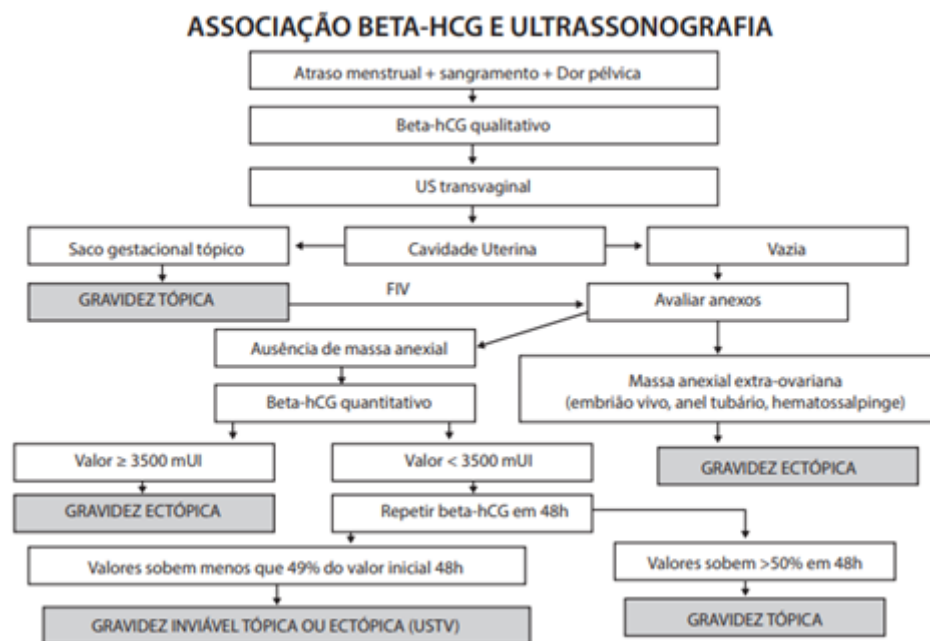 ASSOCIAÇÃO BETA-HCG E ULTRASSONOGRAFIA
Atraso menstrual + sangramento + Dor pélvica
Beta-hCG qualitativo
US transvaginal
Saco gestacional tópico
Cavidade Uterina
Vazia
GRAVIDEZ TÓPICA
FIV
Avaliar anexos
Ausência de massa anexial
Massa anexial extra-ovariana
(embrião vivo, anel tubário, hematossalpinge)
Beta-hCG quantitativo
Valor ≥ 3500 mUI
Valor < 3500 mUI
GRAVIDEZ ECTÓPICA
GRAVIDEZ ECTÓPICA
Repetir beta-hCG em 48h
Valores sobem menos que 49% do valor inicial 48h
Valores sobem >50% em 48h
GRAVIDEZ INVIÁVEL TÓPICA OU ECTÓPICA (USTV)
GRAVIDEZ TÓPICA